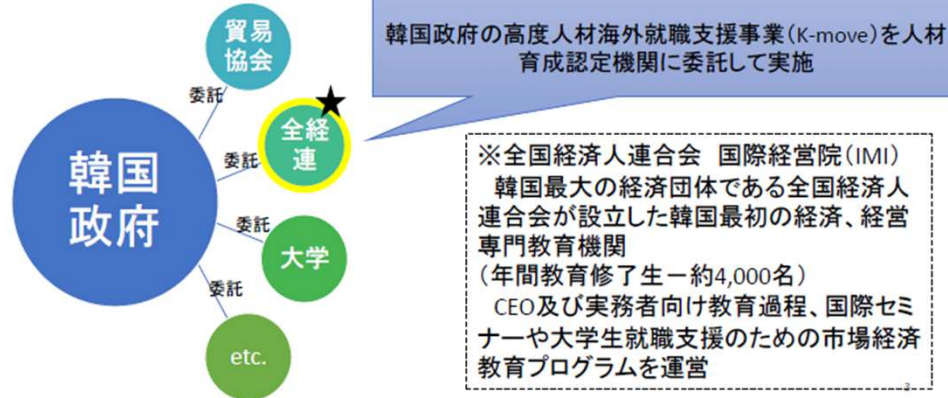 韓国政府の高度人材海外就職支援事業(K-move)を人材
育成認定機関に委託して実施
貿易
協会
委託
★
全経
連
委託
韓国
政府
委託
大学
委託
etc.
※全国経済人連合会 国際経営院(IMI)
韓国最大の経済団体である全国経済人
連合会が設立した韓国最初の経済、経営
専門教育機関
(年間教育修了生－約4,000名)
CEO及び実務者向け教育過程、国際セミ
ナーや大学生就職支援のための市場経済
教育プログラムを運営
3